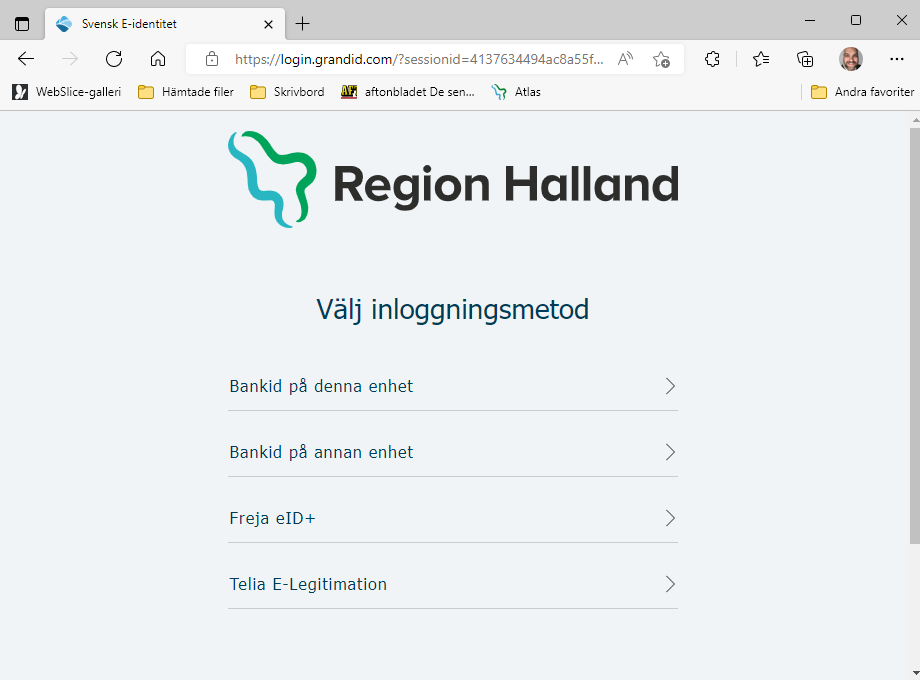 Svensk E-identitet
https://login.grandid.com/?sessionid=4137634494ac8a55f...
WebSlice-galleri Hämtade filer Skrivbord aftonbladet De sen... Atlas Andra favoriter
Region Halland
Välj inloggningsmetod
Bankid på denna enhet
Bankid på annan enhet
Freja eID+
Telia E-Legitimation